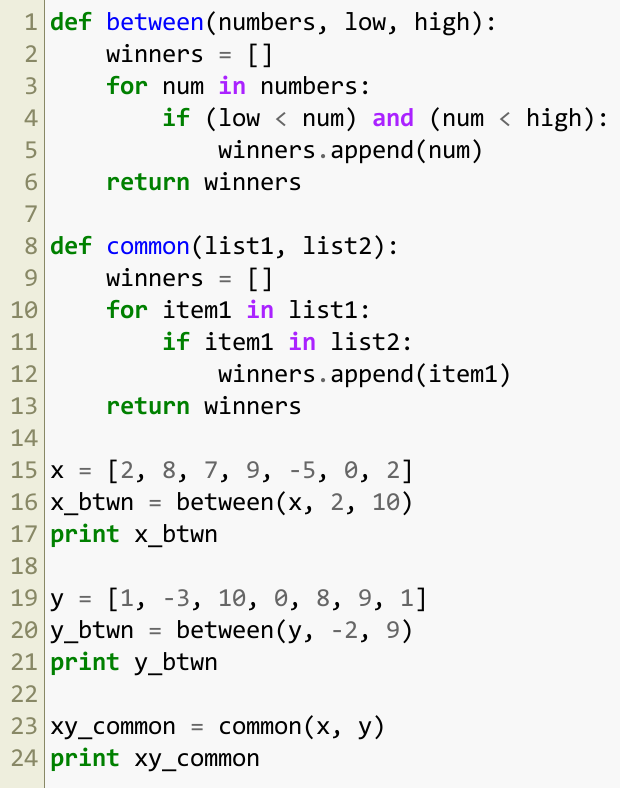 1 def between(numbers, low, high):
2     winners = []
3     for num in numbers:
4         if (low < num) and (num < high):
5             winners.append(num)
6     return winners
7
8 def common(list1, list2):
9     winners = []
10     for item1 in list1:
11         if item1 in list2:
12             winners.append(item1)
13     return winners
14
15 x = [2, 8, 7, 9, -5, 0, 2]
16 x_btwn = between(x, 2, 10)
17 print x_btwn
18
19 y = [1, -3, 10, 0, 8, 9, 1]
20 y_btwn = between(y, -2, 9)
21 print y_btwn
22
23 xy_common = common(x, y)
24 print xy_common